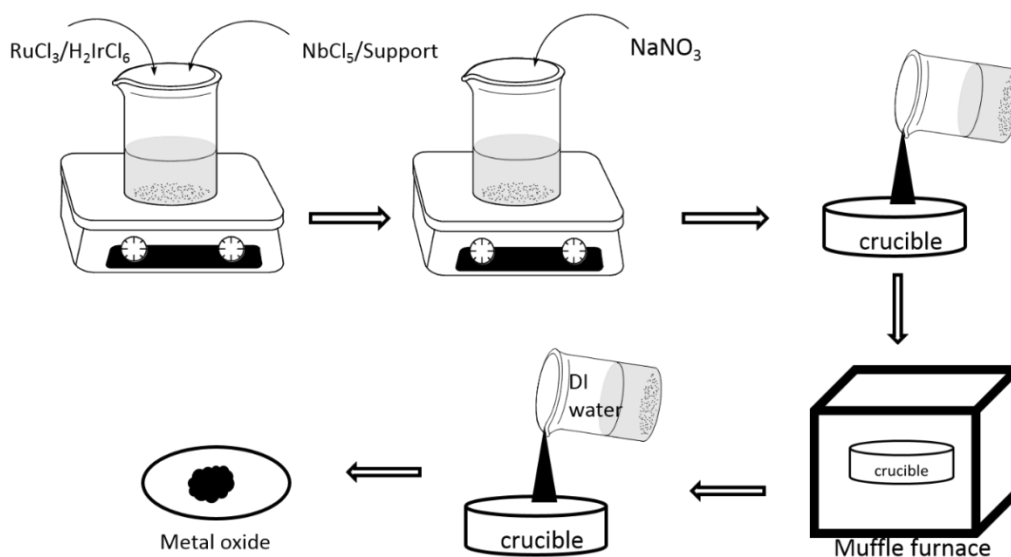 RuCl₃/H₂IrCl₆
NbCl₅/Support
NaNO₃
crucible
DI
water
crucible
crucible
Muffle furnace
Metal oxide